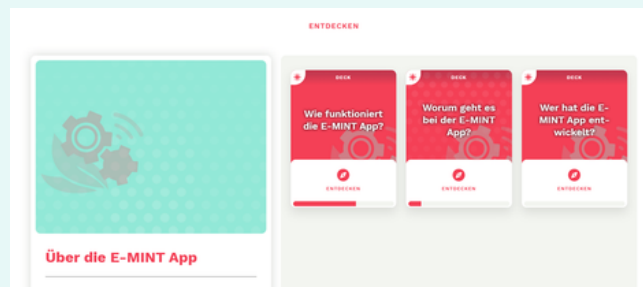 ENTDECKEN
Über die E-MINT App
DECK
Wie funktioniert
die E-MINT App?
ENTDECKEN
DECK
Worum geht es
bei der E-MINT
App?
ENTDECKEN
DECK
Wer hat die E-
MINT App ent-
wickelt?
ENTDECKEN